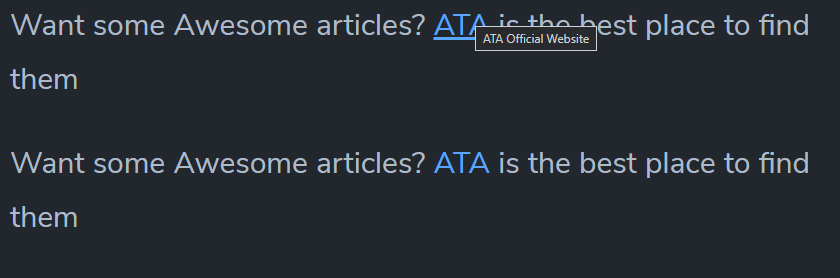 Want some Awesome articles? ATA is the best place to find
ATA Official Website
them
Want some Awesome articles? ATA is the best place to find
them